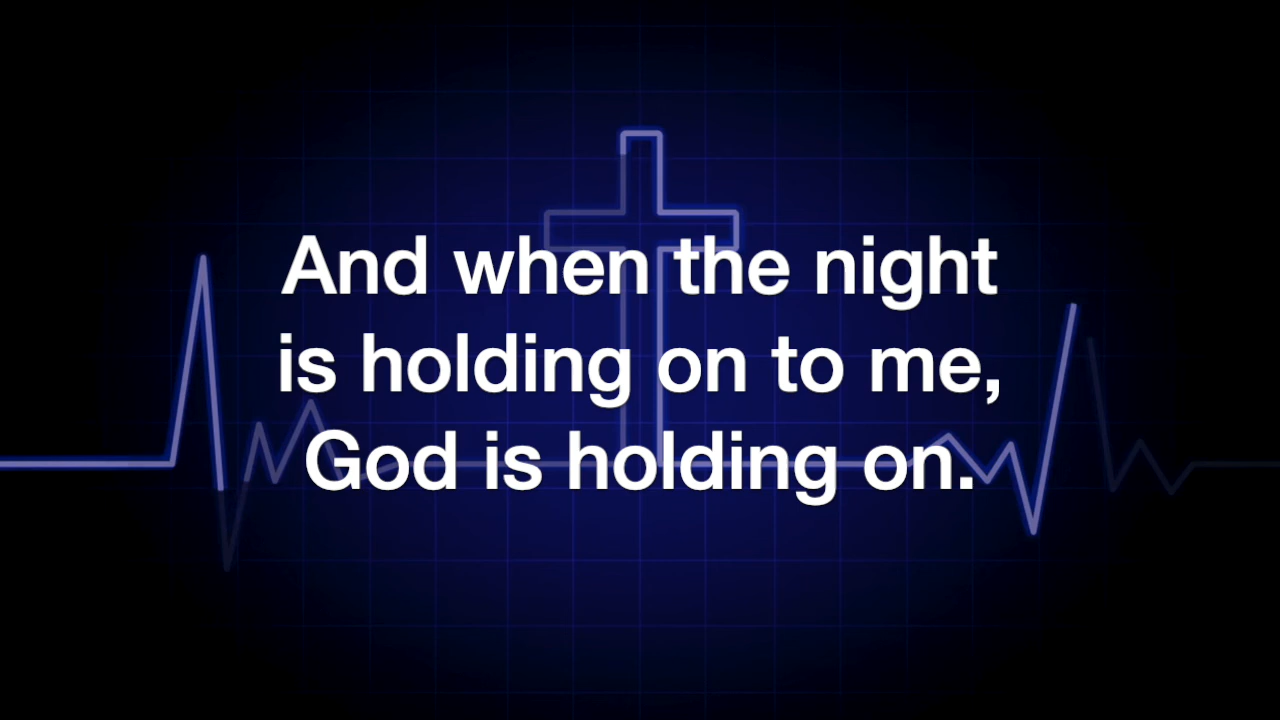 And when the night
is holding on to me,
God is holding on.